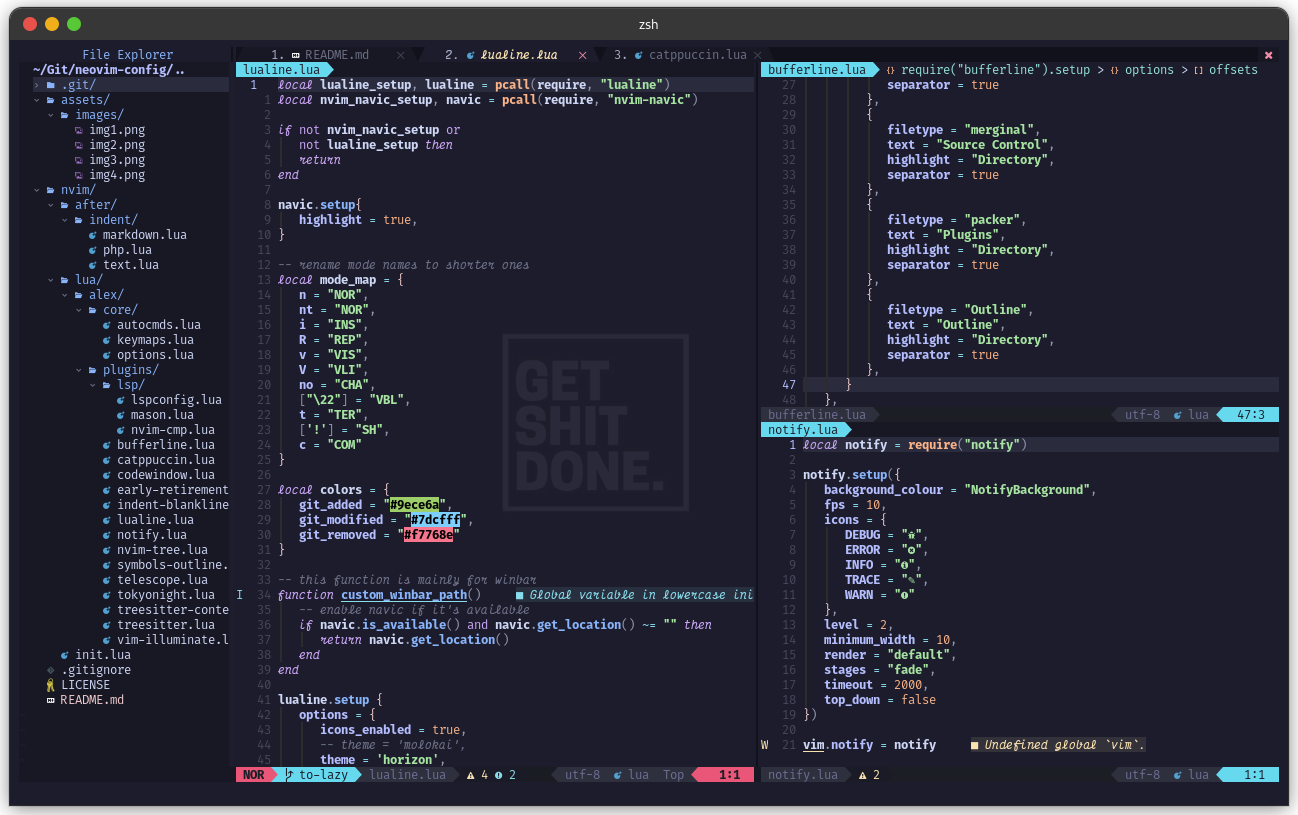 zsh
File Explorer
~/Git/neovim-config/..
.git/
assets/
images/
img1.png
img2.png
img3.png
img4.png
nvim/
after/
indent/
markdown.lua
php.lua
text.lua
lua/
alex/
core/
autocmds.lua
keymaps.lua
options.lua
plugins/
lsp/
lspconfig.lua
mason.lua
nvim-cmp.lua
bufferline.lua
catppuccin.lua
codewindow.lua
early-retirement
indent-blankline
lualine.lua
notify.lua
nvim-tree.lua
symbols-outline.
telescope.lua
tokyonight.lua
treesitter-conte
treesitter.lua
vim-illuminate.l
init.lua
.gitignore
LICENSE
README.md
1. README.md × 2. lualine.lua × 3. catppuccin.lua ×
lualine.lua
1 local lualine_setup, lualine = pcall(require, "lualine")
1 local nvim_navic_setup, navic = pcall(require, "nvim-navic")
2
3 if not nvim_navic_setup or
4 not lualine_setup then
5 return
6 end
7
8 navic.setup{
9 highlight = true,
10 }
11
12 -- rename mode names to shorter ones
13 local mode_map = {
14 n = "NOR",
15 nt = "NOR",
16 i = "INS",
17 R = "REP",
18 v = "VIS",
19 V = "VLI",
20 no = "CHA",
21 ["\22"] = "VBL",
22 t = "TER",
23 ['!'] = "SH",
24 c = "COM"
25 }
26
27 local colors = {
28 git_added = "#9ece6a",
29 git_modified = "#7dcfff",
30 git_removed = "#f7768e"
31 }
32
33 -- this function is mainly for winbar
I 34 function custom_winbar_path() ■ Global variable in lowercase ini
35 -- enable navic if it's available
36 if navic.is_available() and navic.get_location() ~= "" then
37 return navic.get_location()
38 end
39 end
40
41 lualine.setup {
42 options = {
43 icons_enabled = true,
44 -- theme = 'molokai',
45 theme = 'horizon',
NOR to-lazy lualine.lua 4 2 utf-8 lua Top 1:1
GET
SHIT
DONE.
bufferline.lua {} require("bufferline").setup > {} options > [] offsets
27 separator = true
28 },
29 {
30 filetype = "merginal",
31 text = "Source Control",
32 highlight = "Directory",
33 separator = true
34 },
35 {
36 filetype = "packer",
37 text = "Plugins",
38 highlight = "Directory",
39 separator = true
40 },
41 {
42 filetype = "Outline",
43 text = "Outline",
44 highlight = "Directory",
45 separator = true
46 },
47 }
48 },
bufferline.lua utf-8 lua 47:3
notify.lua
1 local notify = require("notify")
2
3 notify.setup({
4 background_colour = "NotifyBackground",
5 fps = 10,
6 icons = {
7 DEBUG = "",
8 ERROR = "",
9 INFO = "",
10 TRACE = "✎",
11 WARN = ""
12 },
13 level = 2,
14 minimum_width = 10,
15 render = "default",
16 stages = "fade",
17 timeout = 2000,
18 top_down = false
19 })
20
W 21 vim.notify = notify ■ Undefined global `vim`.
notify.lua 2 utf-8 lua 1:1